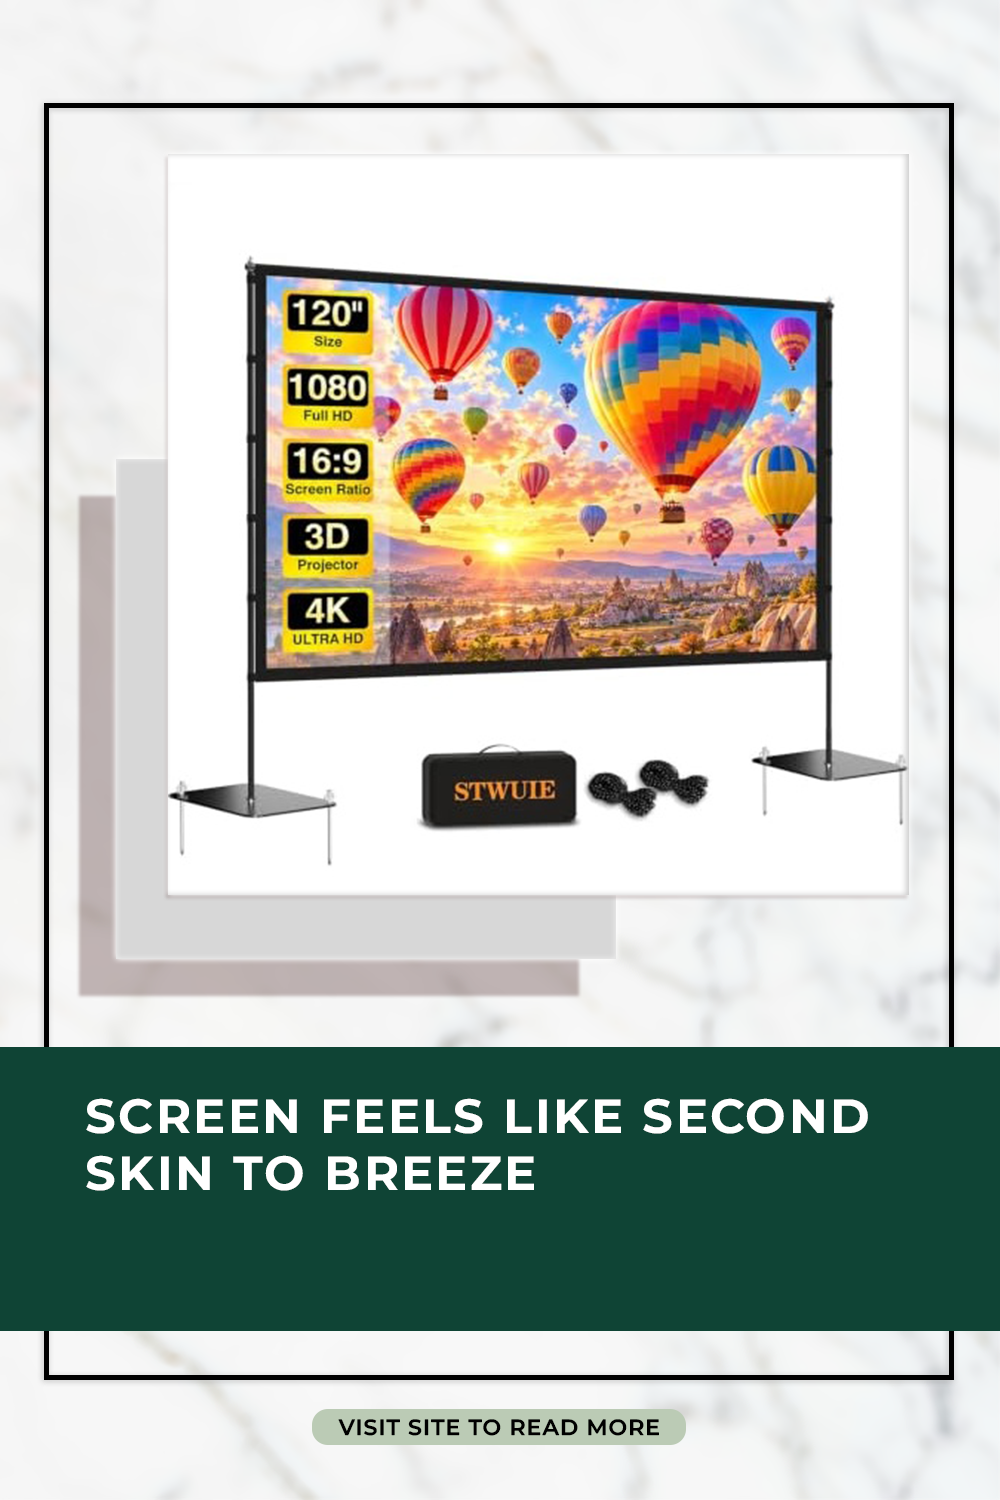 120"
Size
1080
Full HD
16:9
Screen Ratio
3D
Projector
4K
ULTRA HD
STWUIE
SCREEN FEELS LIKE SECOND
SKIN TO BREEZE
VISIT SITE TO READ MORE